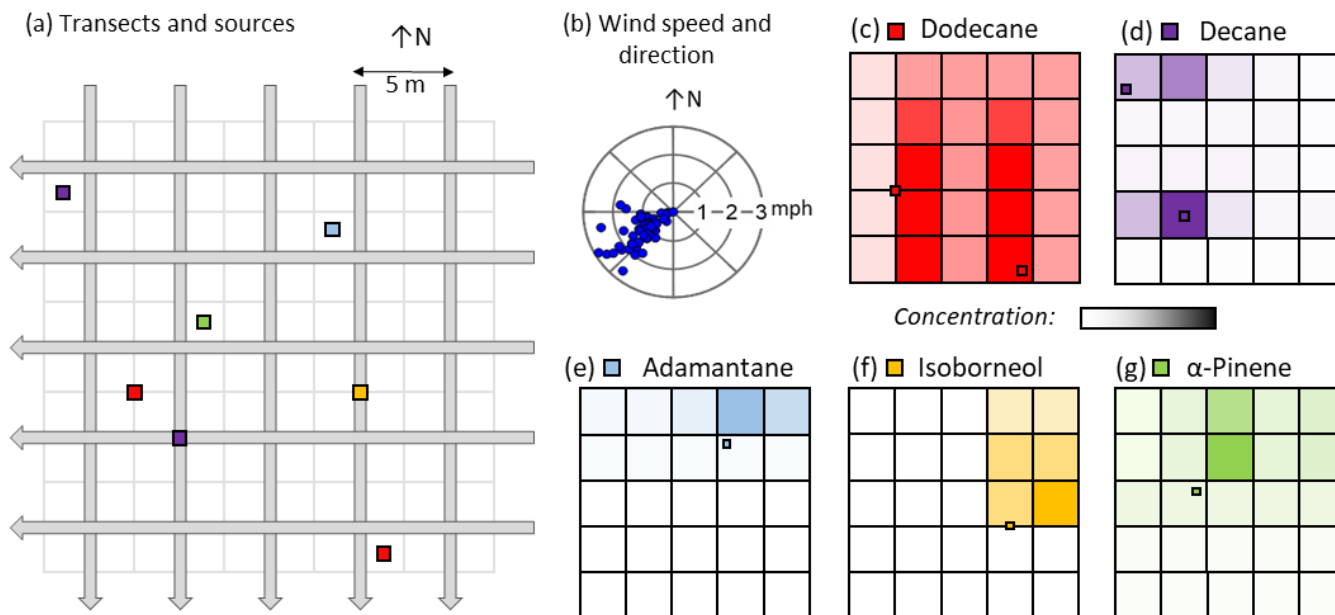 (a) Transects and sources
↑N
5 m
(b) Wind speed and
direction
↑N
1 2 3 mph
(c) Dodecane
(d) Decane
Concentration:
(e) Adamantane
(f) Isoborneol
(g) α-Pinene